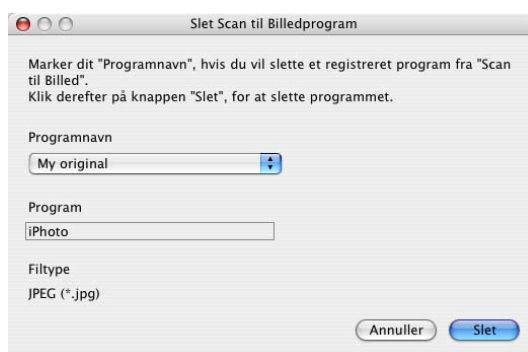 Slet Scan til Billedprogram
Marker dit "Programnavn", hvis du vil slette et registreret program fra "Scan
til Billed".
Klik derefter på knappen "Slet", for at slette programmet.
Programnavn
My original
Program
iPhoto
Filtype
JPEG (*.jpg)
Annuller Slet